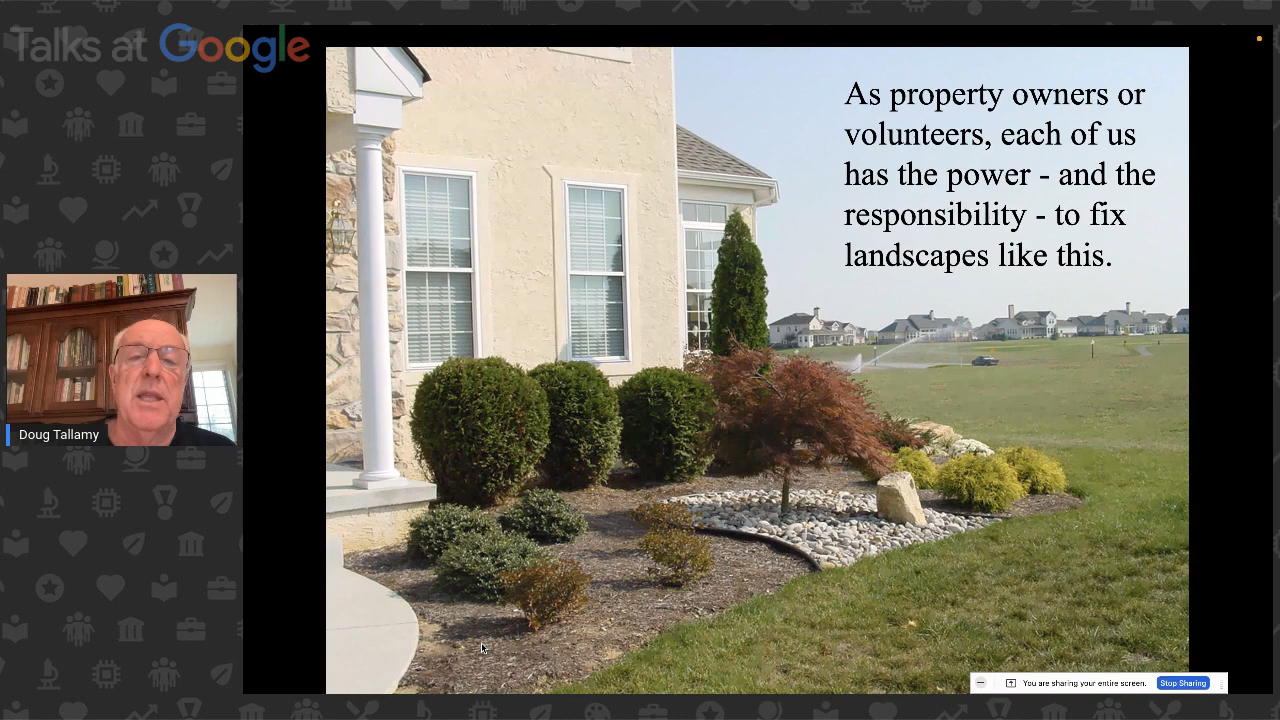 Talks at Google
As property owners or
volunteers, each of us
has the power - and the
responsibility - to fix
landscapes like this.
Doug Tallamy
You are sharing your entire screen.
Stop Sharing